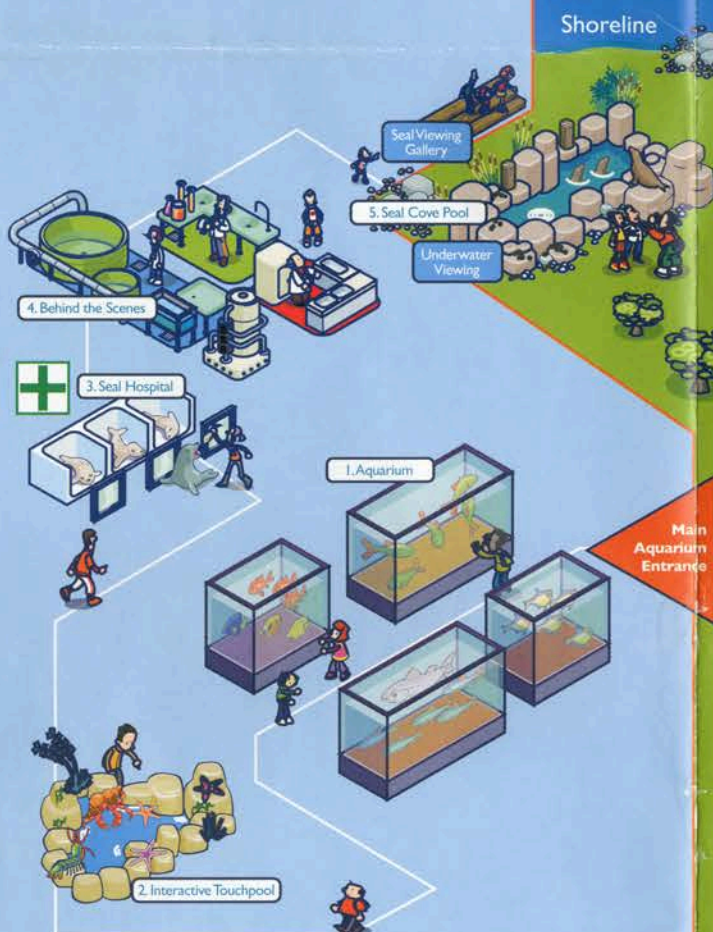 Shoreline
Seal Viewing
Gallery
5. Seal Cove Pool
Underwater
Viewing
4. Behind the Scenes
3. Seal Hospital
1. Aquarium
Main
Aquarium
Entrance
2. Interactive Touchpool